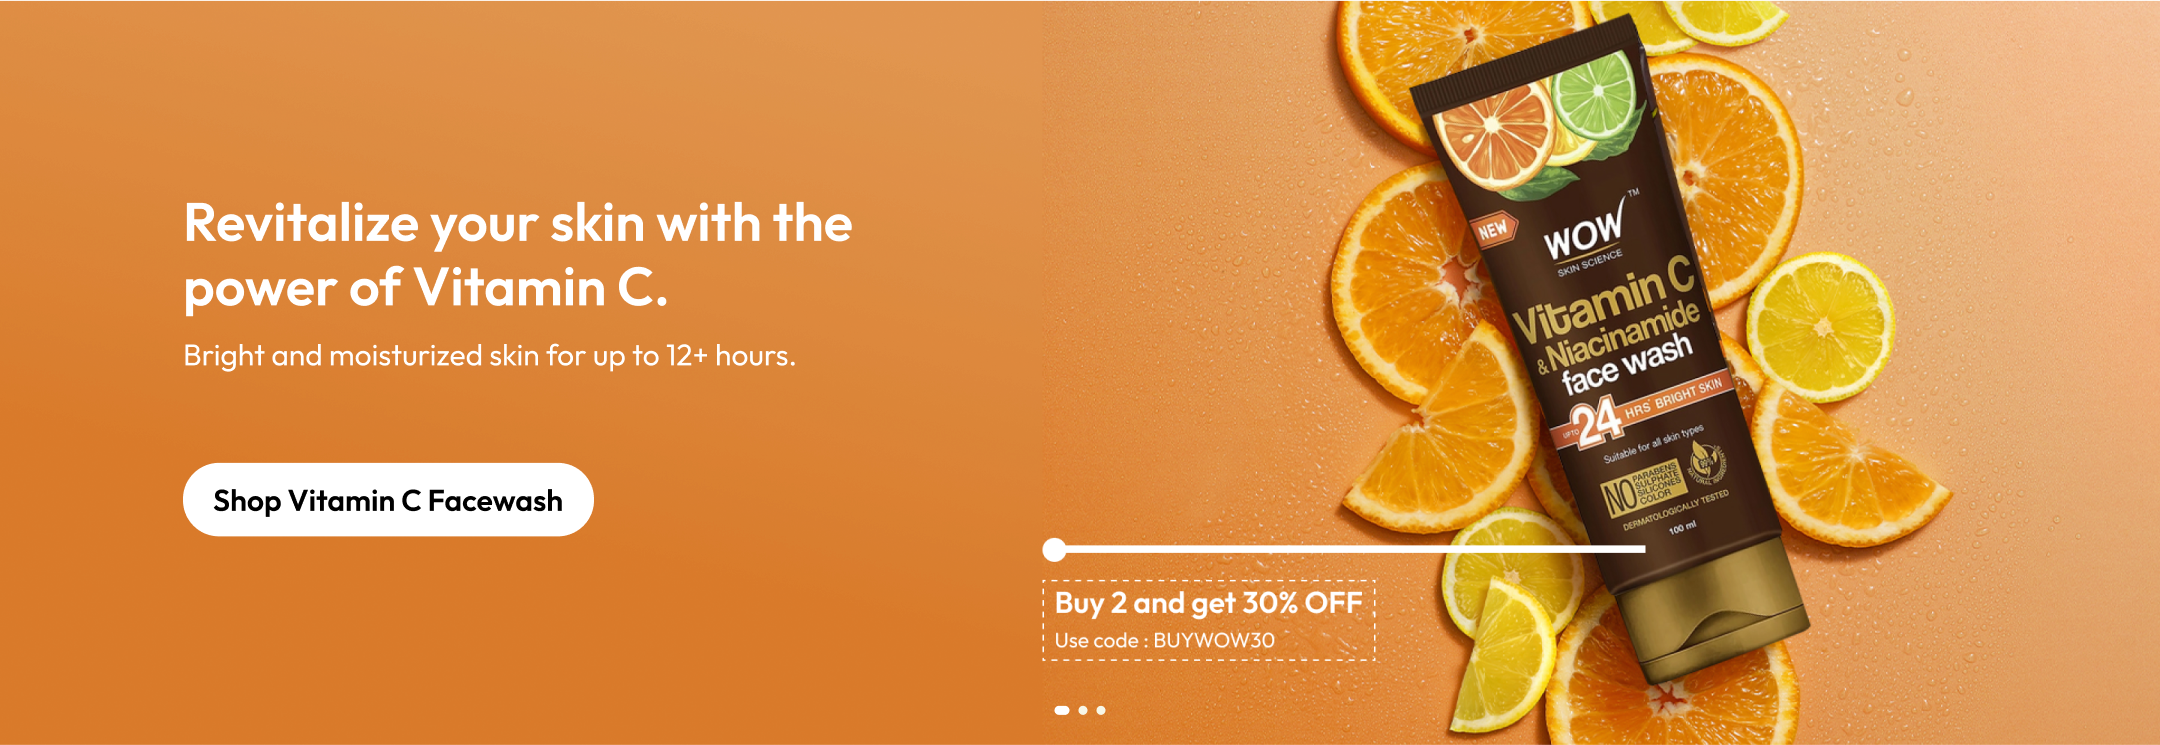 Revitalize your skin with the
power of Vitamin C.
Bright and moisturized skin for up to 12+ hours.
Shop Vitamin C Facewash
NEW
WOW™
SKIN SCIENCE
Vitamin C
& Niacinamide
face wash
UPTO 24 HRS* BRIGHT SKIN
Suitable for all skin types
NO PARABENS
SULPHATE
SILICONES
COLOR
DERMATOLOGICALLY TESTED
100 ml
Buy 2 and get 30% OFF
Use code : BUYWOW30